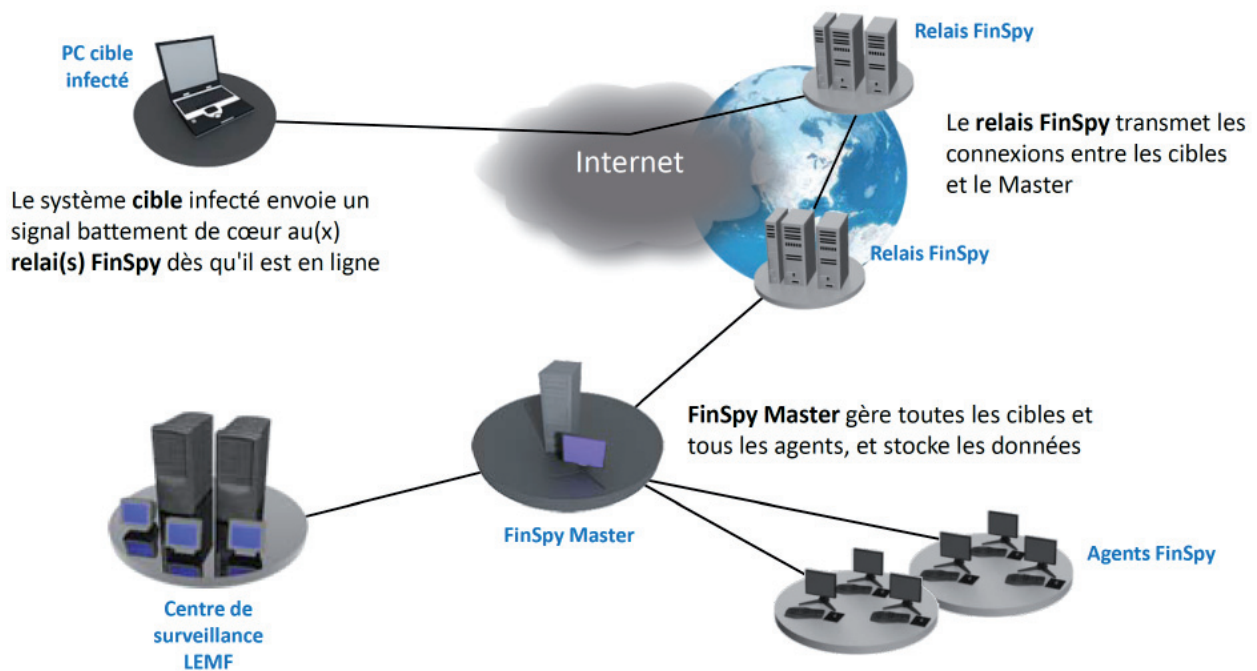 PC cible
infecté
Relais FinSpy
Le relais FinSpy transmet les
connexions entre les cibles
et le Master
Internet
Le système cible infecté envoie un
signal battement de cœur au(x)
relai(s) FinSpy dès qu'il est en ligne
Relais FinSpy
FinSpy Master gère toutes les cibles et
tous les agents, et stocke les données
FinSpy Master
Agents FinSpy
Centre de
surveillance
LEMF